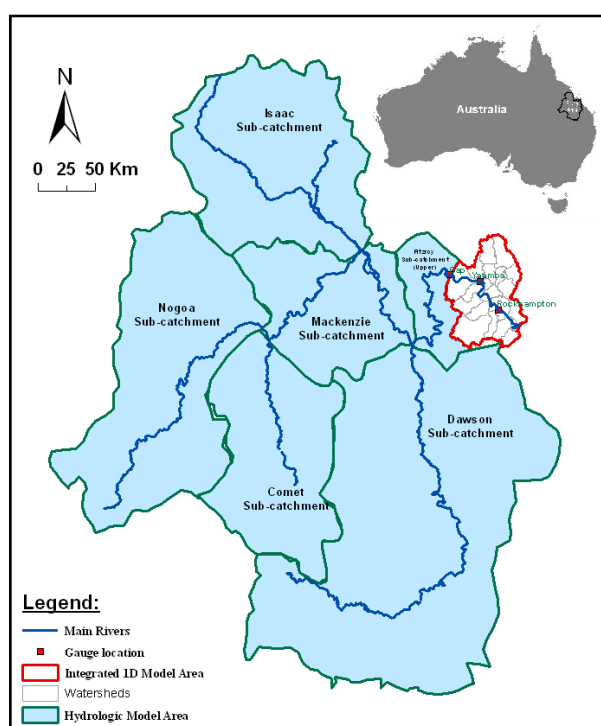 N
0 25 50 Km
Australia
Isaac
Sub-catchment
Fitzroy
Sub-catchment
(Upper)
Gap
Yaamba
Rockhampton
Nogoa
Sub-catchment
Mackenzie
Sub-catchment
Dawson
Sub-catchment
Comet
Sub-catchment
Legend:
Main Rivers
Gauge location
Integrated 1D Model Area
Watersheds
Hydrologic Model Area